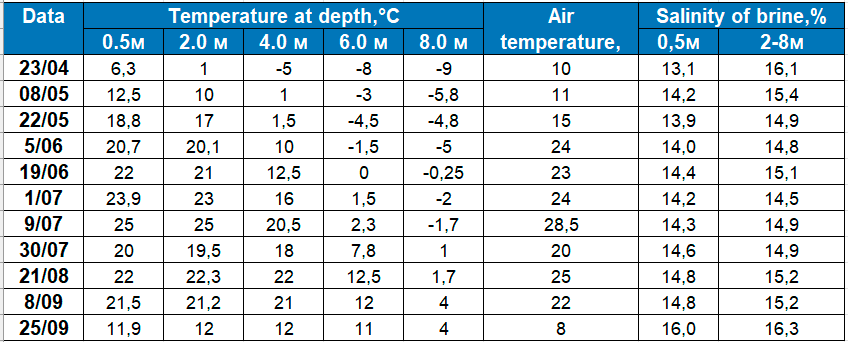 Data Temperature at depth,°C Air temperature, Salinity of brine,%
0.5м 2.0 м 4.0 м 6.0 м 8.0 м 0,5м 2-8м
23/04 6,3 1 -5 -8 -9 10 13,1 16,1
08/05 12,5 10 1 -3 -5,8 11 14,2 15,4
22/05 18,8 17 1,5 -4,5 -4,8 15 13,9 14,9
5/06 20,7 20,1 10 -1,5 -5 24 14,0 14,8
19/06 22 21 12,5 0 -0,25 23 14,4 15,1
1/07 23,9 23 16 1,5 -2 24 14,2 14,5
9/07 25 25 20,5 2,3 -1,7 28,5 14,3 14,9
30/07 20 19,5 18 7,8 1 20 14,6 14,9
21/08 22 22,3 22 12,5 1,7 25 14,8 15,2
8/09 21,5 21,2 21 12 4 22 14,8 15,2
25/09 11,9 12 12 11 4 8 16,0 16,3